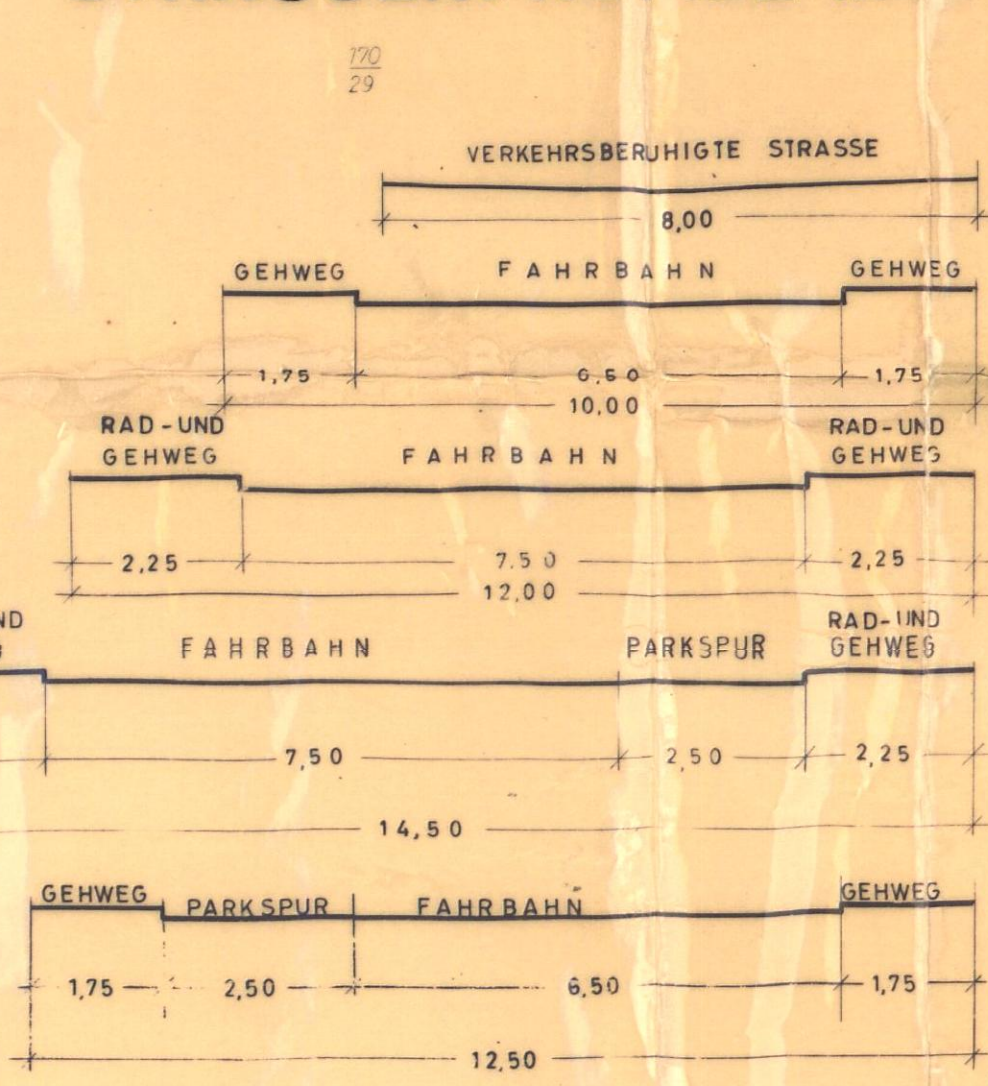 170
29
VERKEHRSBERUHIGTE STRASSE
8,00
GEHWEG FAHRBAHN GEHWEG
1,75 6,50 1,75
10,00
RAD-UND RAD-UND
GEHWEG FAHRBAHN GEHWEG
2,25 7.50 2,25
12,00
ND RAD-UND
FAHRBAHN PARKSPUR GEHWEG
7,50 2,50 2,25
14,50
GEHWEG PARKSPUR FAHRBAHN GEHWEG
1,75 2,50 6,50 1,75
12,50